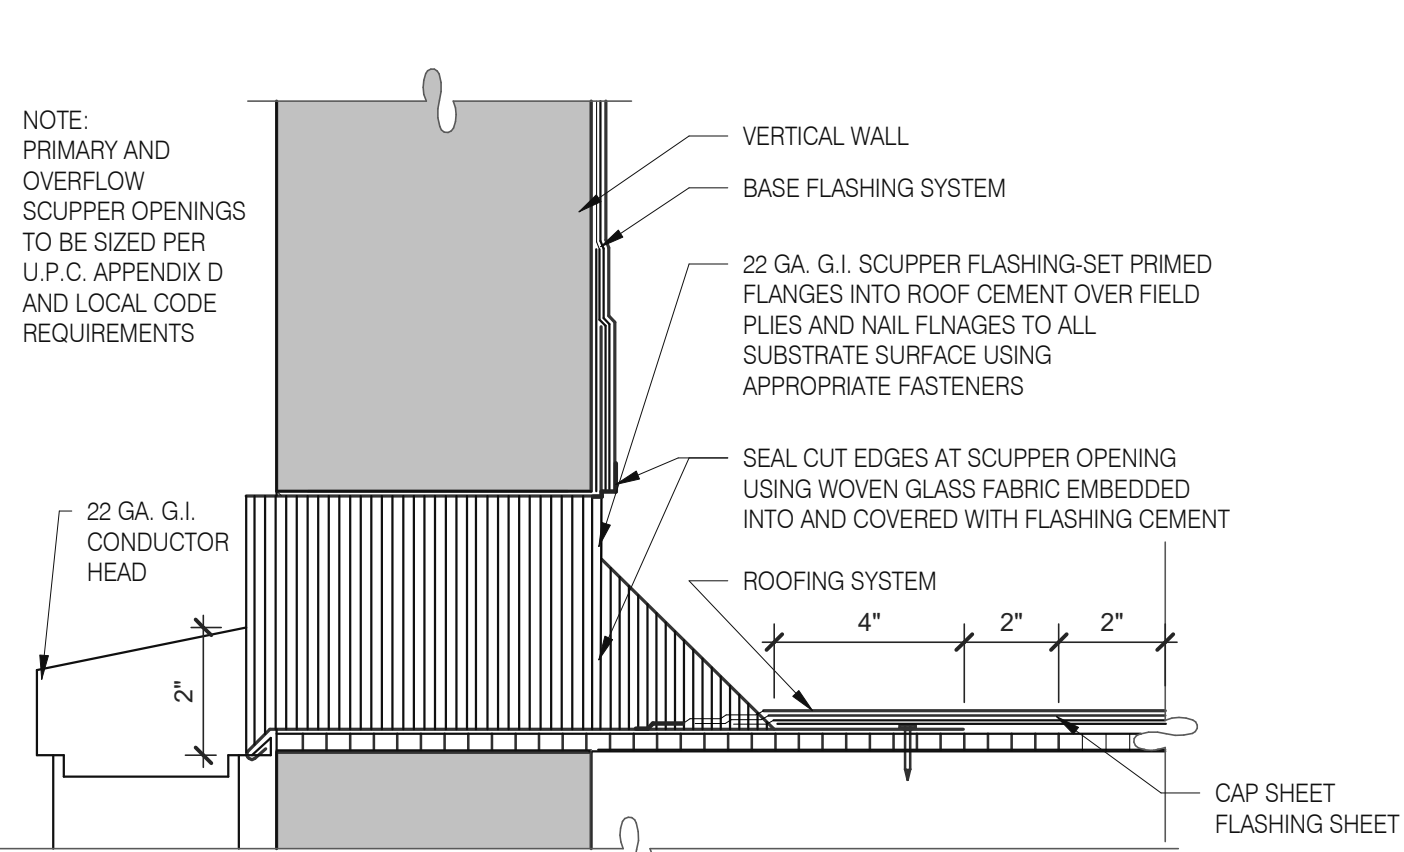 NOTE:
PRIMARY AND
OVERFLOW
SCUPPER OPENINGS
TO BE SIZED PER
U.P.C. APPENDIX D
AND LOCAL CODE
REQUIREMENTS
VERTICAL WALL
BASE FLASHING SYSTEM
22 GA. G.I. SCUPPER FLASHING-SET PRIMED
FLANGES INTO ROOF CEMENT OVER FIELD
PLIES AND NAIL FLNAGES TO ALL
SUBSTRATE SURFACE USING
APPROPRIATE FASTENERS
SEAL CUT EDGES AT SCUPPER OPENING
USING WOVEN GLASS FABRIC EMBEDDED
INTO AND COVERED WITH FLASHING CEMENT
22 GA. G.I.
CONDUCTOR
HEAD
ROOFING SYSTEM
4"
2"
2"
2"
CAP SHEET
FLASHING SHEET